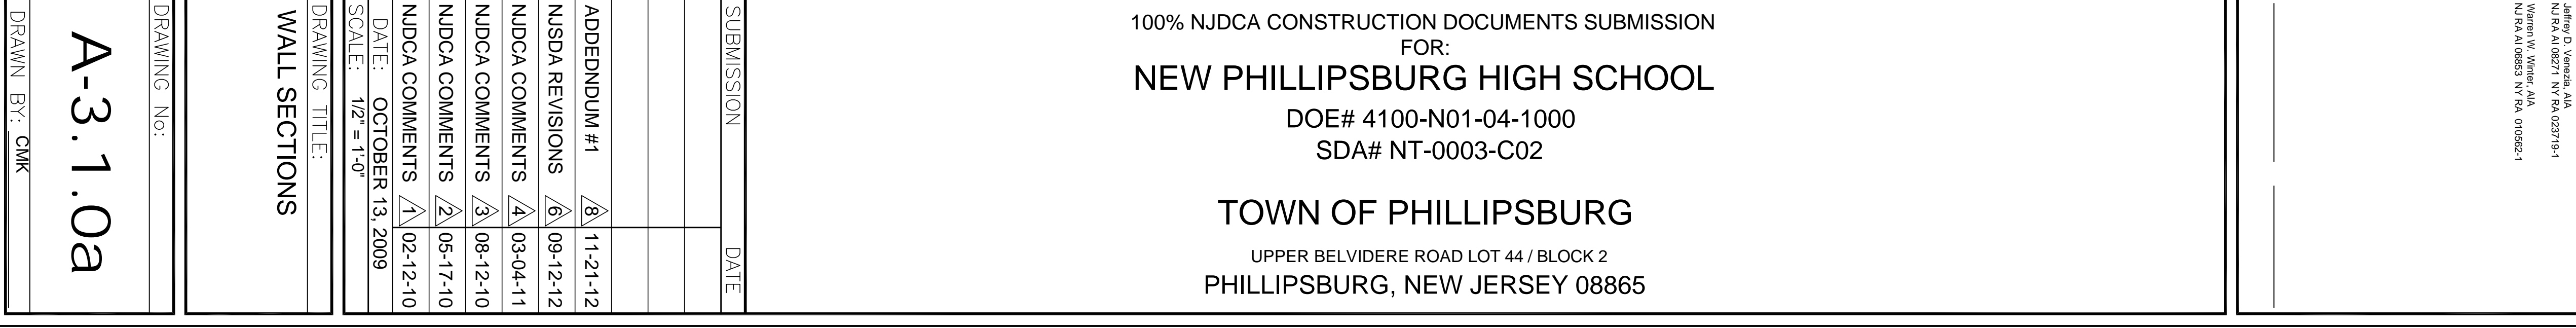 Jeffrey D. Venezia, AIA
NJ RA AI 08271 NY RA 023719-1
Warren W. Winter, AIA
NJ RA AI 06853 NY RA 010562-1
100% NJDCA CONSTRUCTION DOCUMENTS SUBMISSION
FOR:
NEW PHILLIPSBURG HIGH SCHOOL
DOE# 4100-N01-04-1000
SDA# NT-0003-C02
TOWN OF PHILLIPSBURG
UPPER BELVIDERE ROAD LOT 44 / BLOCK 2
PHILLIPSBURG, NEW JERSEY 08865
SUBMISSION DATE
ADDEDNDUM #1 8 11-21-12
NJSDA REVISIONS 6 09-12-12
NJDCA COMMENTS 4 03-04-11
NJDCA COMMENTS 3 08-12-10
NJDCA COMMENTS 2 05-17-10
NJDCA COMMENTS 1 02-12-10
DATE: OCTOBER 13, 2009
SCALE: 1/2" = 1'-0"
DRAWING TITLE:
WALL SECTIONS
DRAWING No:
A-3.1.0a
DRAWN BY: CMK